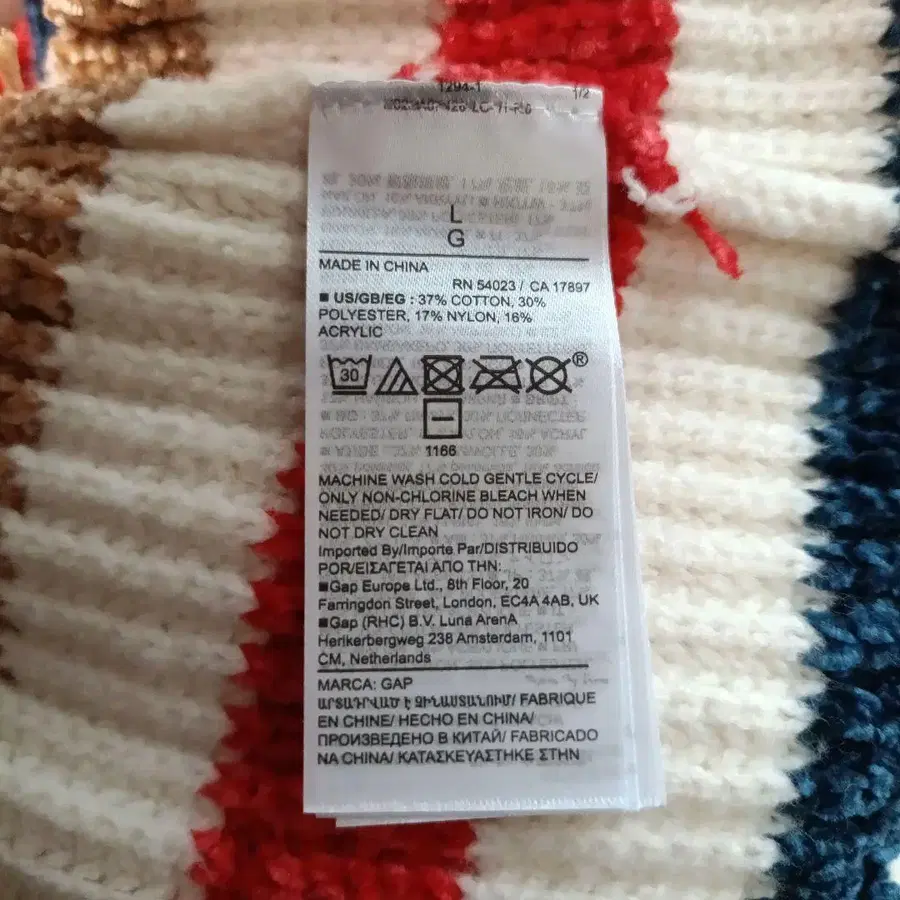 1294-1
1/2
L
G
MADE IN CHINA
RN 54023 / CA 17897
■ US/GB/EG : 37% COTTON, 30%
POLYESTER, 17% NYLON, 16%
ACRYLIC
30
®
1166
MACHINE WASH COLD GENTLE CYCLE/
ONLY NON-CHLORINE BLEACH WHEN
NEEDED/ DRY FLAT/ DO NOT IRON/ DO
NOT DRY CLEAN
Imported By/Importe Par/DISTRIBUIDO
POR/ΕΙΣΑΓΕΤΑΙ ΑΠΟ ΤΗΝ:
■Gap Europe Ltd., 8th Floor, 20
Farringdon Street, London, EC4A 4AB, UK
■Gap (RHC) B.V. Luna ArenA
Herikerbergweg 238 Amsterdam, 1101
CM, Netherlands
MARCA: GAP
ԱՐՏԱԴՐՎԱԾ Է ՉԻՆԱՍՏԱՆՈՒՄ/ FABRIQUE
EN CHINE/ HECHO EN CHINA/
ПРОИЗВЕДЕНО В КИТАЙ/ FABRICADO
NA CHINA/ ΚΑΤΑΣΚΕΥΑΣΤΗΚΕ ΣΤΗΝ